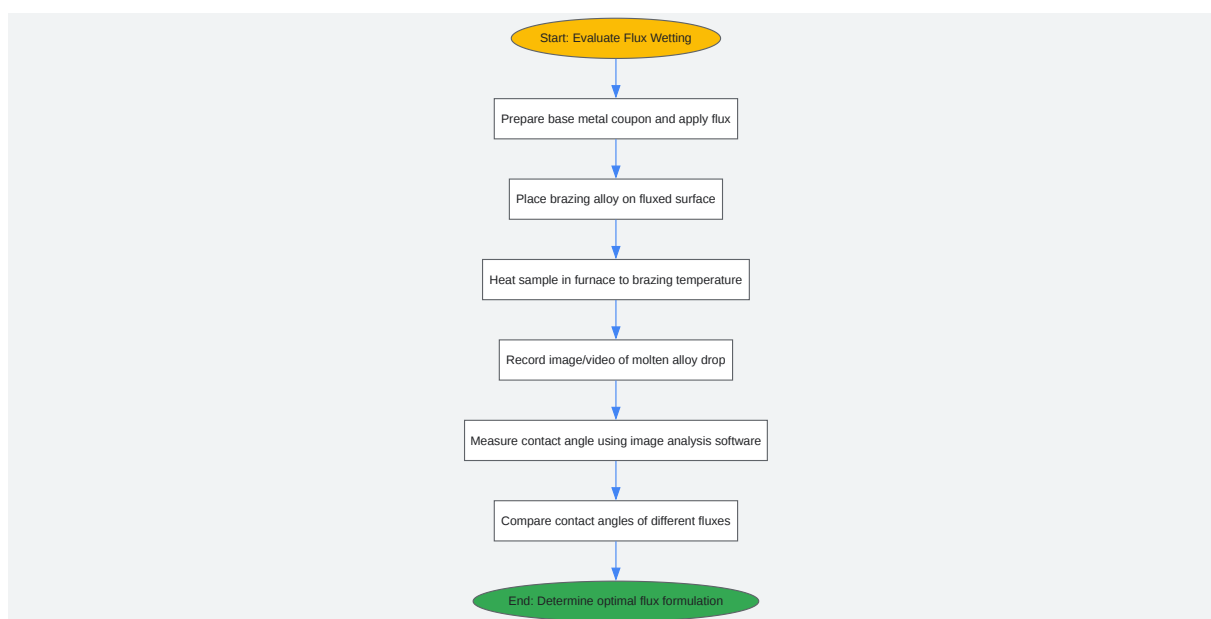 Start: Evaluate Flux Wetting
Prepare base metal coupon and apply flux
Place brazing alloy on fluxed surface
Heat sample in furnace to brazing temperature
Record image/video of molten alloy drop
Measure contact angle using image analysis software
Compare contact angles of different fluxes
End: Determine optimal flux formulation